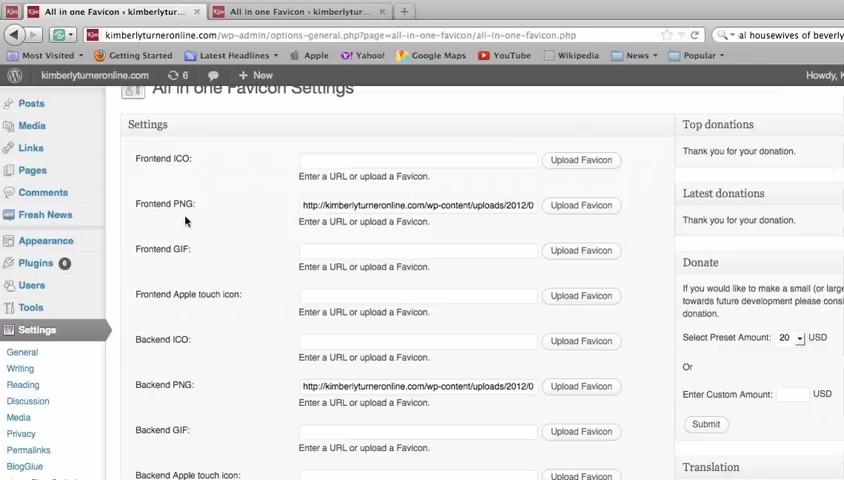 All in one Favicon ‹ kimberlytur... × All in one Favicon ‹ kimberlytur... × +
kimberlyturneronline.com/wp-admin/options-general.php?page=all-in-one-favicon/all-in-one-favicon.php al housewives of beverly
Most Visited Getting Started Latest Headlines Apple Yahoo! Google Maps YouTube Wikipedia News Popular
kimberlyturneronline.com 6 + New Howdy, K
All in one Favicon Settings
Posts
Media
Links
Pages
Comments
Fresh News
Appearance
Plugins 6
Users
Tools
Settings
General
Writing
Reading
Discussion
Media
Privacy
Permalinks
BlogGlue
Settings
Frontend ICO: Upload Favicon
Enter a URL or upload a Favicon.
Frontend PNG: http://kimberlyturneronline.com/wp-content/uploads/2012/0 Upload Favicon
Enter a URL or upload a Favicon.
Frontend GIF: Upload Favicon
Enter a URL or upload a Favicon.
Frontend Apple touch icon: Upload Favicon
Enter a URL or upload a Favicon.
Backend ICO: Upload Favicon
Enter a URL or upload a Favicon.
Backend PNG: http://kimberlyturneronline.com/wp-content/uploads/2012/0 Upload Favicon
Enter a URL or upload a Favicon.
Backend GIF: Upload Favicon
Enter a URL or upload a Favicon.
Backend Apple touch icon: Upload Favicon
Top donations
Thank you for your donation.
Latest donations
Thank you for your donation.
Donate
If you would like to make a small (or large
towards future development please consi
donation.
Select Preset Amount: 20 USD
Or
Enter Custom Amount: USD
Submit
Translation